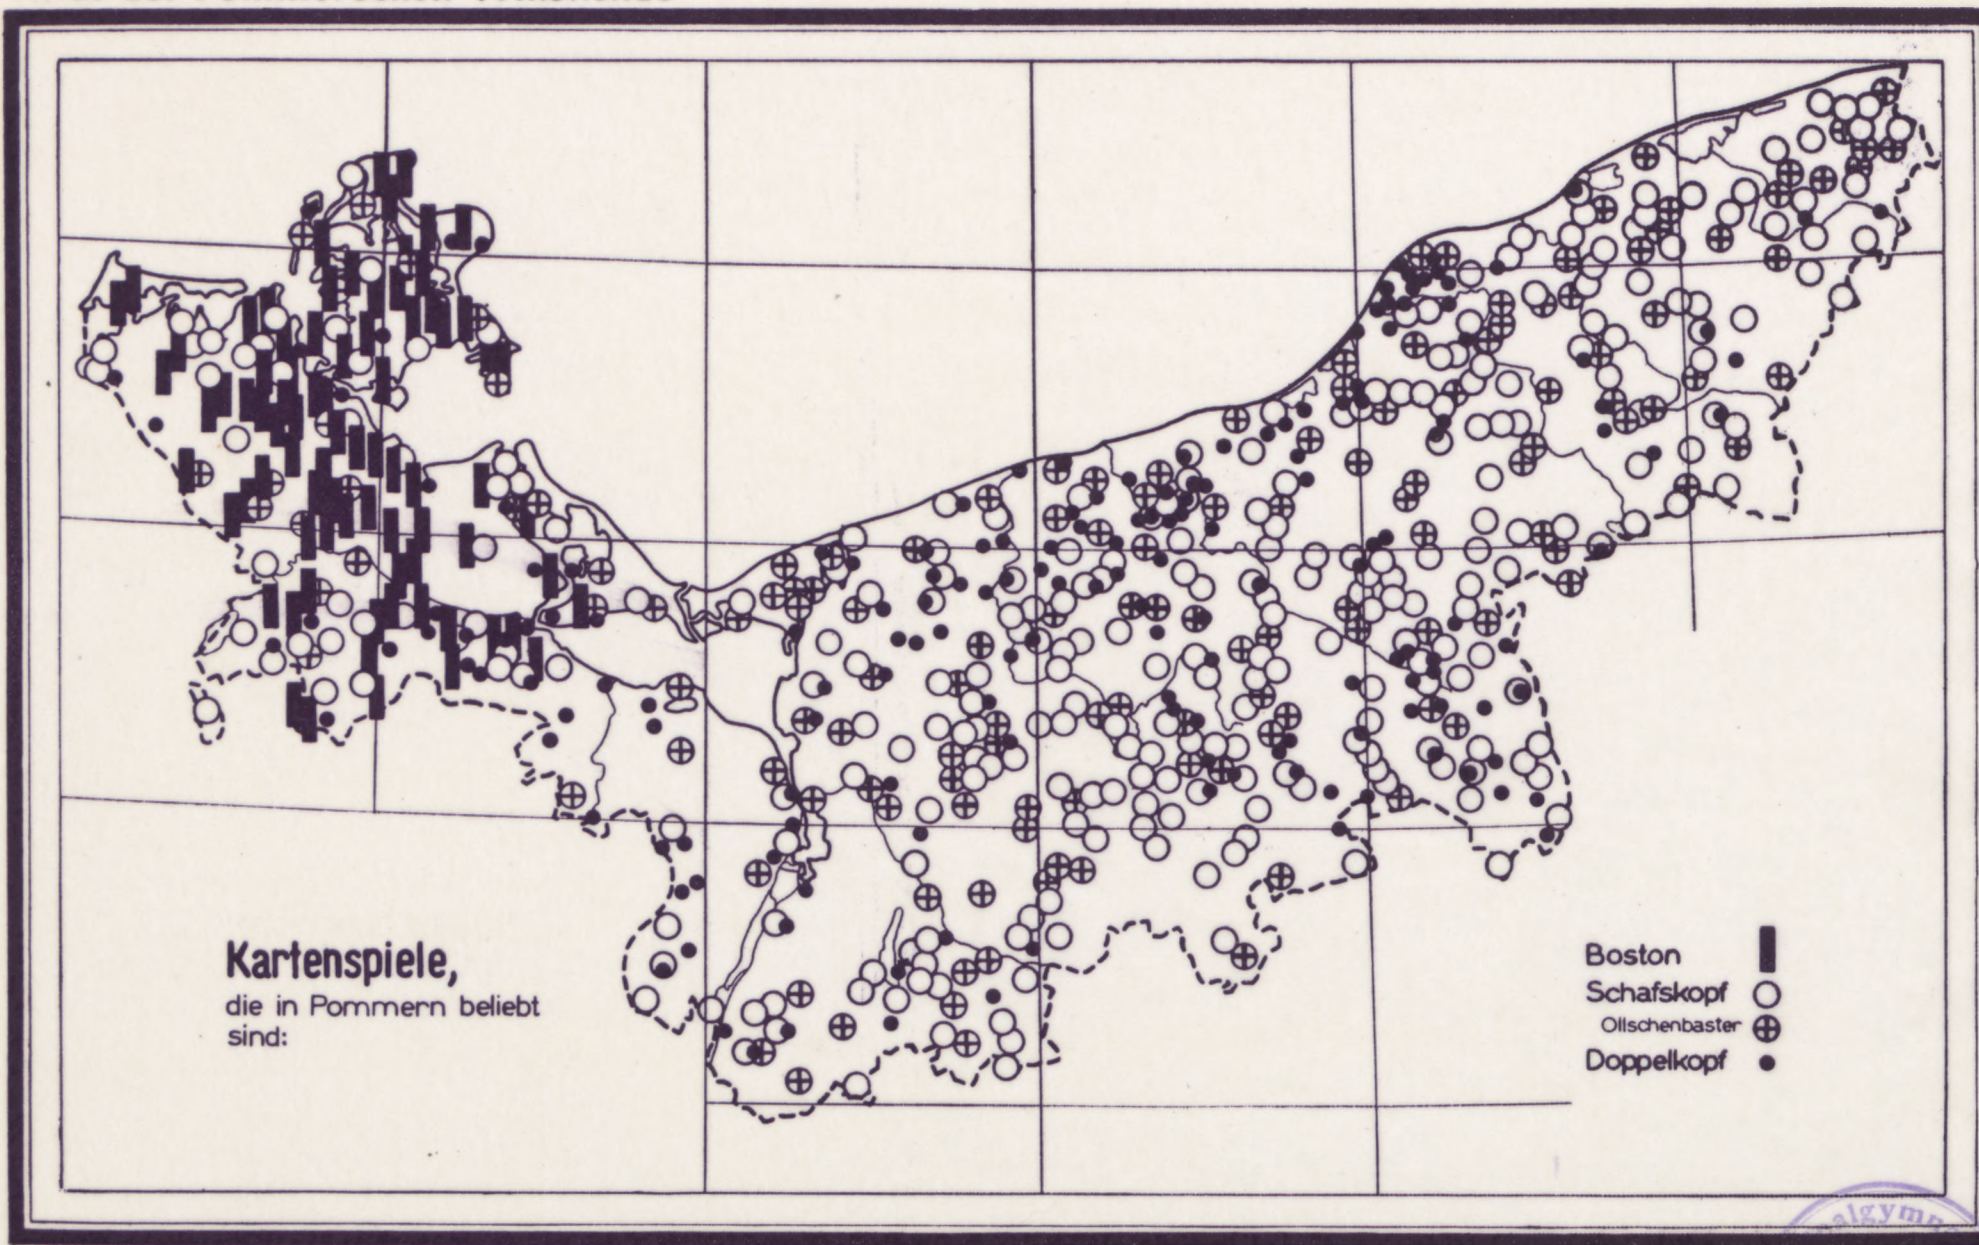 Kartenspiele,
die in Pommern beliebt
sind:
Boston
Schafskopf
Ollschenbaster
Doppelkopf